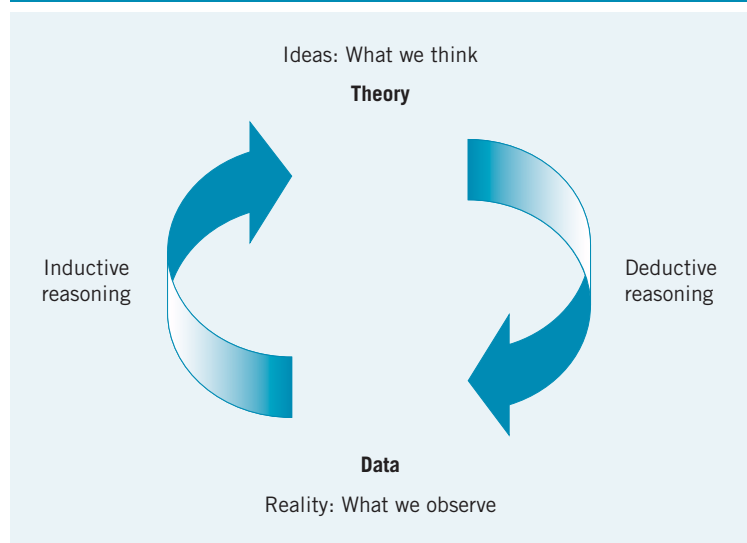 Ideas: What we think
Theory
Inductive
reasoning
Deductive
reasoning
Data
Reality: What we observe